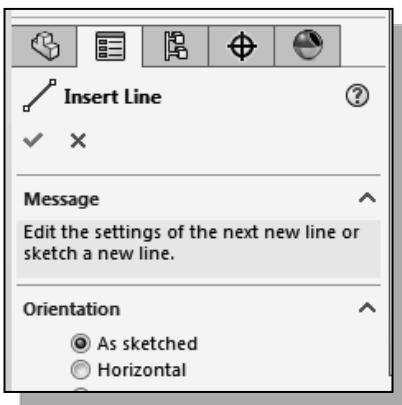 Insert Line
Message
Edit the settings of the next new line or
sketch a new line.
Orientation
As sketched
Horizontal